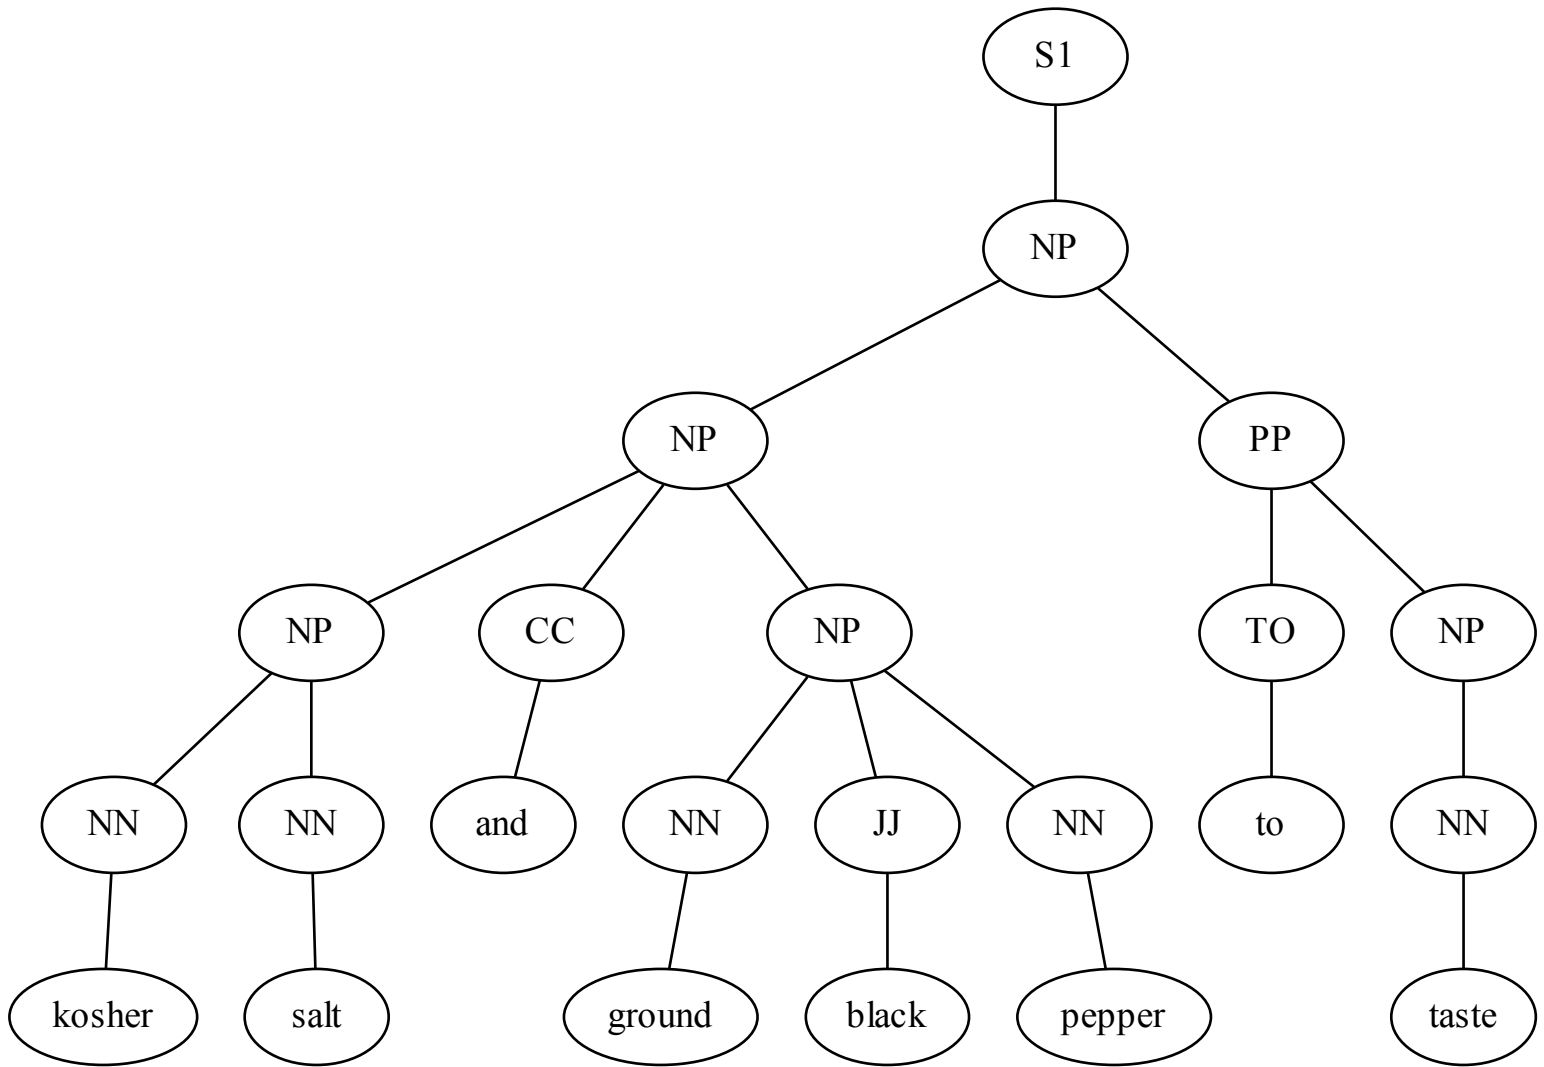 S1
NP
NP PP
NP CC NP TO NP
NN NN and NN JJ NN to NN
kosher salt ground black pepper taste